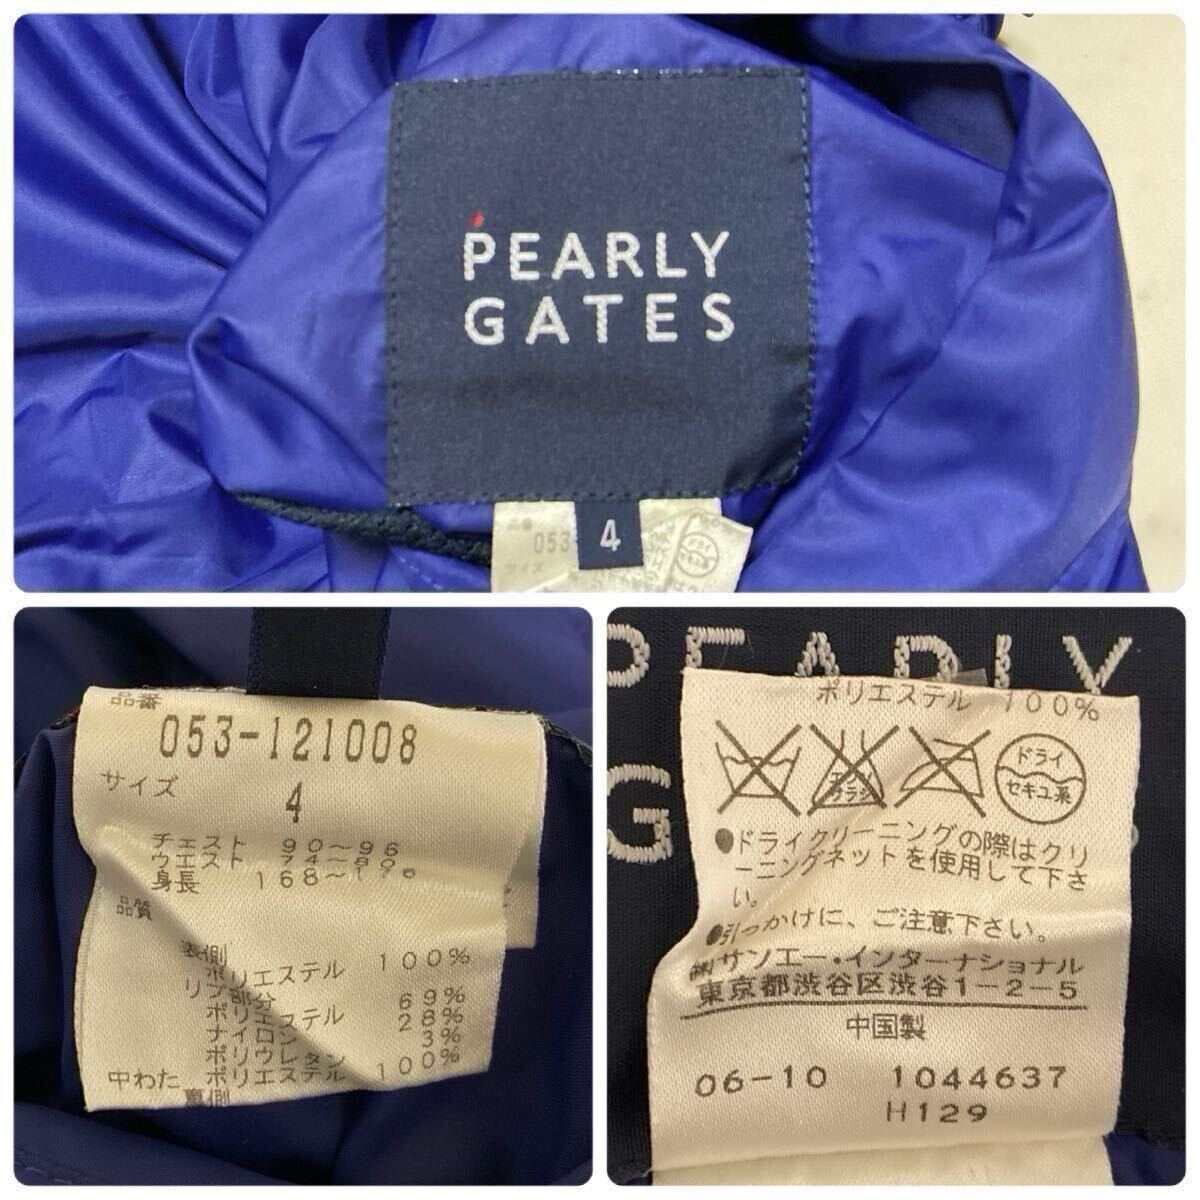 PEARLY
GATES
4
053-
サイズ
品番
053-121008
サイズ
4
チェスト 90～96
ウエスト 74～80
身長 168～176
品質
表側
ポリエステル 100%
リブ部分
ポリエステル 69%
ナイロン 28%
ポリウレタン 3%
中わた ポリエステル 100%
裏側
PEARLY
G
ポリエステル 100%
エンソ
サラシ
ドライ
セキユ系
●ドライクリーニングの際はクリ
ーニングネットを使用して下さ
い。
●引っかけに、ご注意下さい。
㈱サンエー・インターナショナル
東京都渋谷区渋谷1-2-5
中国製
06-10 1044637
H129